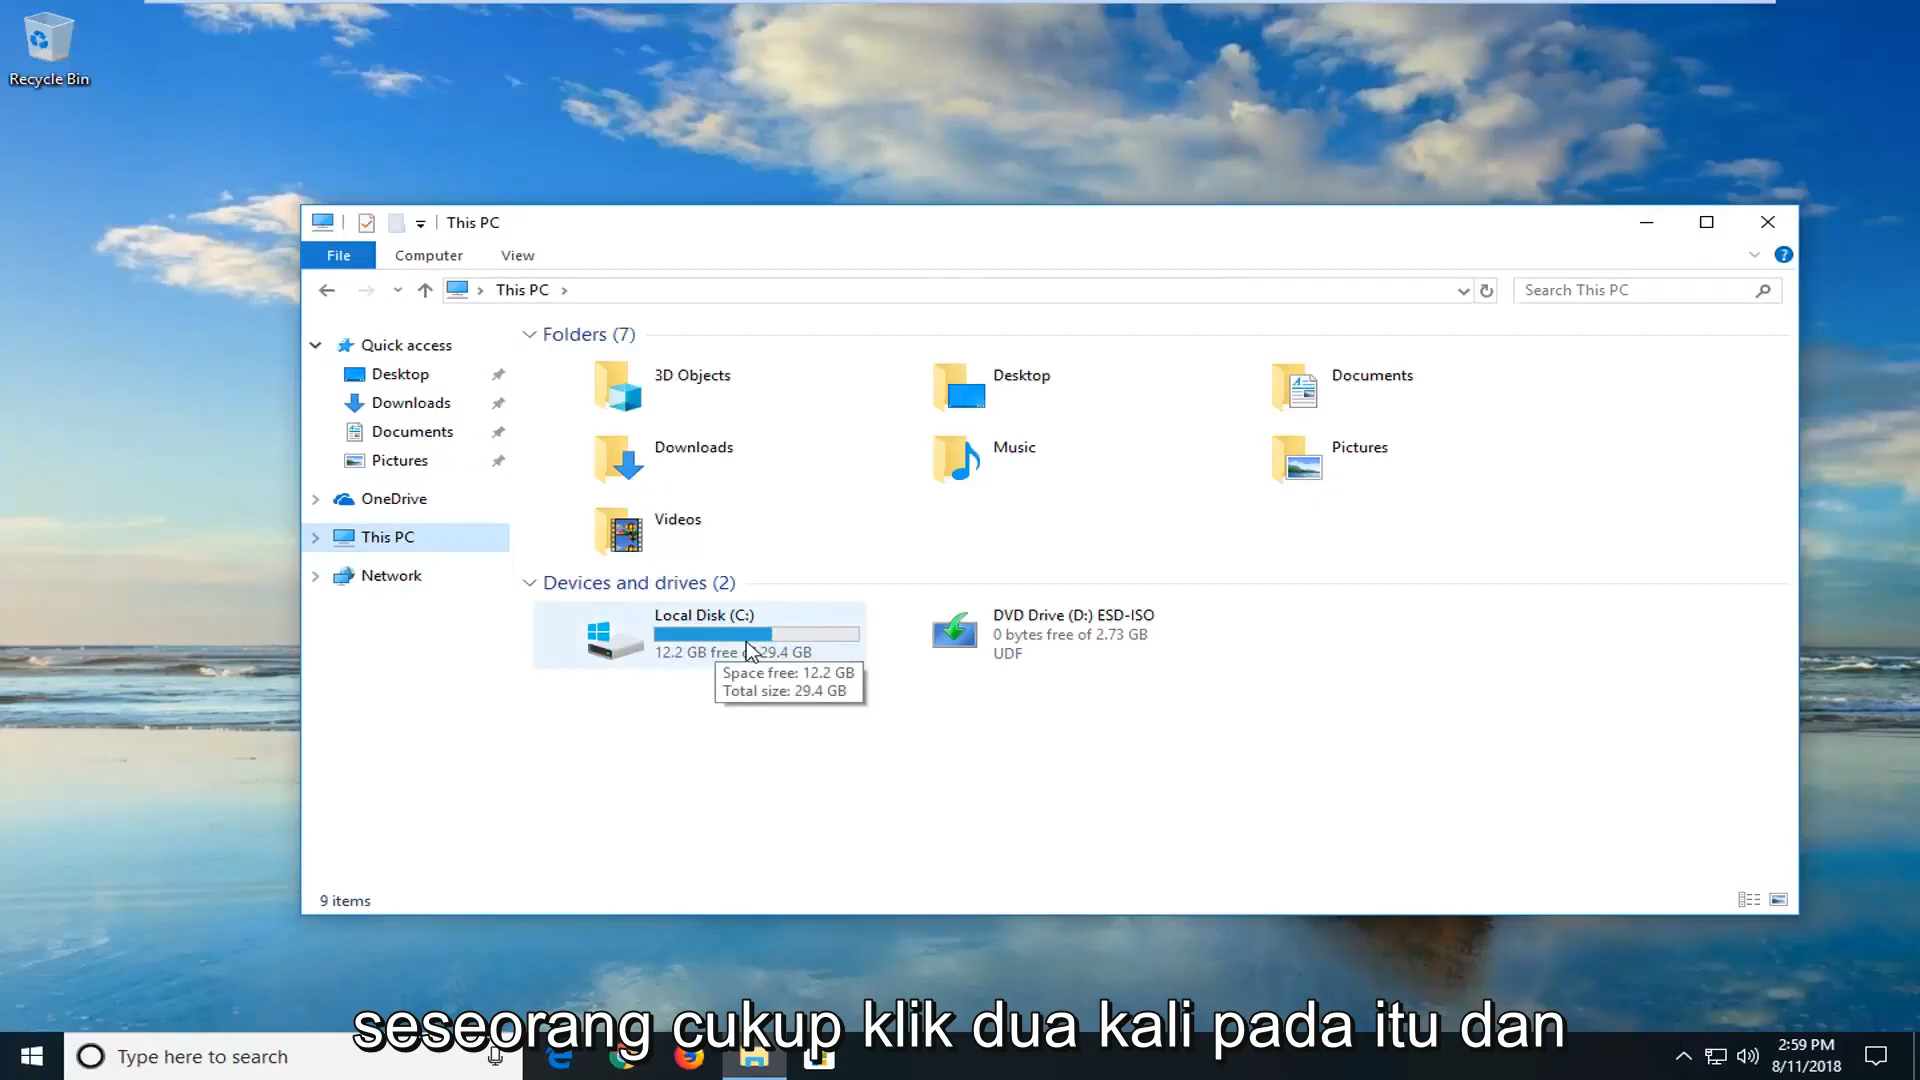 Recycle Bin
This PC
File
Computer
View
This PC
Search This PC
Quick access
Desktop
Downloads
Documents
Pictures
OneDrive
This PC
Network
Folders (7)
3D Objects
Desktop
Documents
Downloads
Music
Pictures
Videos
Devices and drives (2)
Local Disk (C:)
12.2 GB free of 29.4 GB
Space free: 12.2 GB
Total size: 29.4 GB
DVD Drive (D:) ESD-ISO
0 bytes free of 2.73 GB
UDF
9 items
seseorang cukup klik dua kali pada itu dan
Type here to search
2:59 PM
8/11/2018